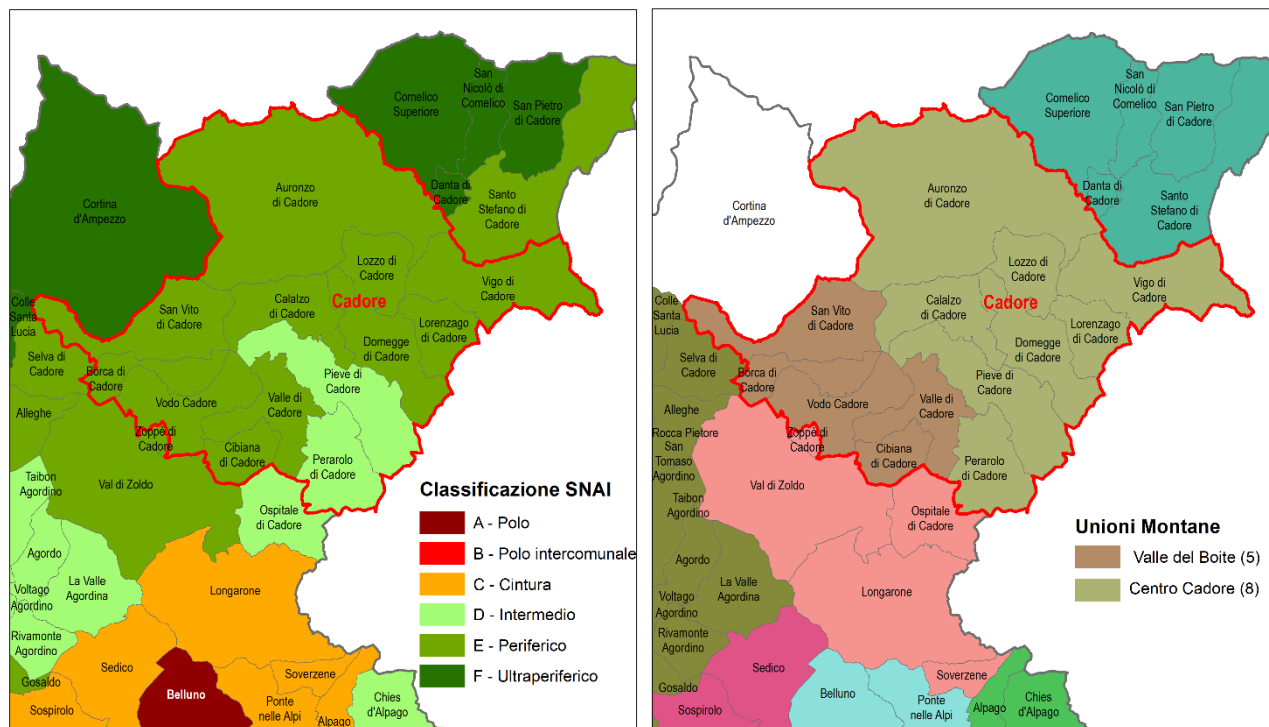 Comelico
Superiore
San
Nicolò di
Comelico
San Pietro
di Cadore
Cortina
d'Ampezzo
Auronzo
di Cadore
Danta di
Cadore
Santo
Stefano di
Cadore
Lozzo di
Cadore
Colle
Santa
Lucia
San Vito
di Cadore
Calalzo
di Cadore
Cadore
Vigo di
Cadore
Lorenzago
di Cadore
Domegge
di Cadore
Selva di
Cadore
Borca di
Cadore
Vodo Cadore
Valle di
Cadore
Pieve di
Cadore
Alleghe
Zoppè di
Cadore
Cibiana
di Cadore
Perarolo
di Cadore
Taibon
Agordino
Val di Zoldo
Ospitale
di Cadore
Agordo
Voltago
Agordino
La Valle
Agordina
Longarone
Rivamonte
Agordino
Gosaldo
Sedico
Sospirolo
Belluno
Soverzene
Ponte
nelle Alpi
Alpago
Chies
d'Alpago
Classificazione SNAI
A - Polo
B - Polo intercomunale
C - Cintura
D - Intermedio
E - Periferico
F - Ultraperiferico
Comelico
Superiore
San
Nicolò di
Comelico
San Pietro
di Cadore
Cortina
d'Ampezzo
Auronzo
di Cadore
Danta di
Cadore
Santo
Stefano di
Cadore
Lozzo di
Cadore
Colle
Santa
Lucia
San Vito
di Cadore
Calalzo
di Cadore
Cadore
Vigo di
Cadore
Lorenzago
di Cadore
Domegge
di Cadore
Selva di
Cadore
Borca di
Cadore
Vodo Cadore
Valle di
Cadore
Pieve di
Cadore
Alleghe
Rocca Pietore
San
Tomaso
Agordino
Zoppè di
Cadore
Cibiana
di Cadore
Perarolo
di Cadore
Taibon
Agordino
Val di Zoldo
Ospitale
di Cadore
Agordo
Voltago
Agordino
La Valle
Agordina
Longarone
Rivamonte
Agordino
Gosaldo
Sedico
Sospirolo
Belluno
Soverzene
Ponte
nelle Alpi
Alpago
Chies
d'Alpago
Unioni Montane
Valle del Boite (5)
Centro Cadore (8)